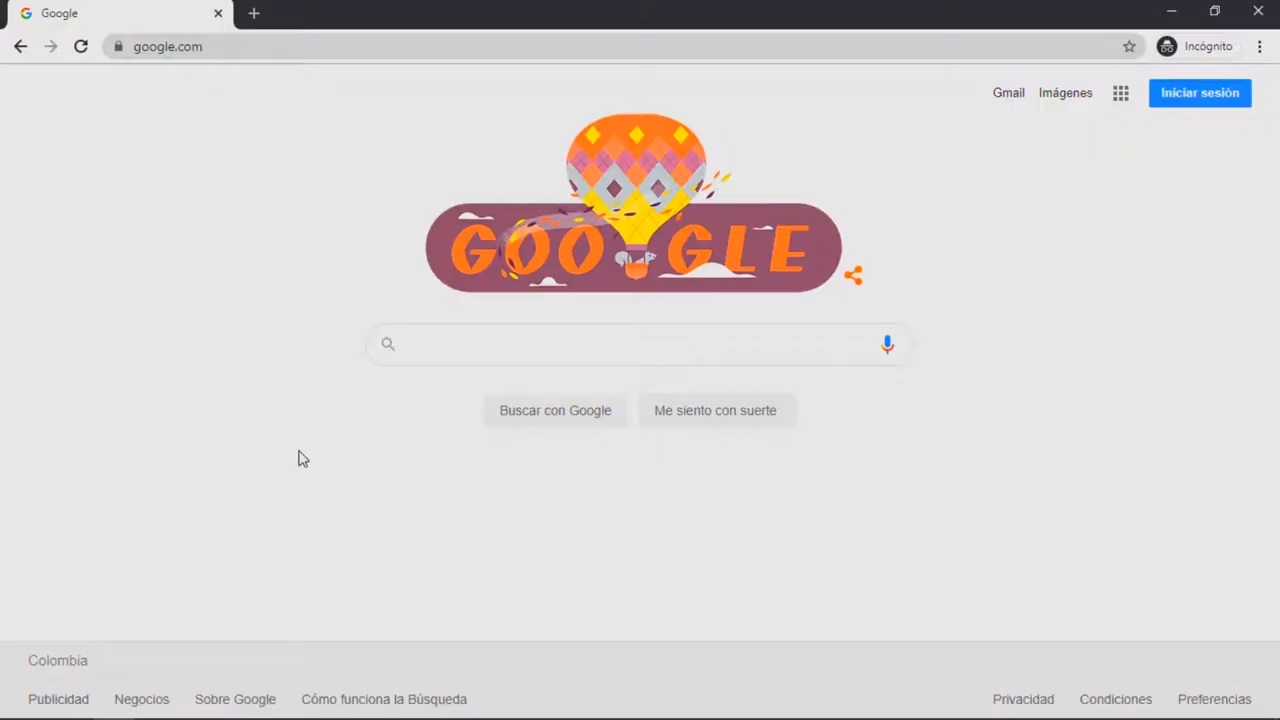 Google
google.com
Incógnito
Gmail
Imágenes
Iniciar sesión
GOOGLE
Buscar con Google
Me siento con suerte
Colombia
Publicidad
Negocios
Sobre Google
Cómo funciona la Búsqueda
Privacidad
Condiciones
Preferencias